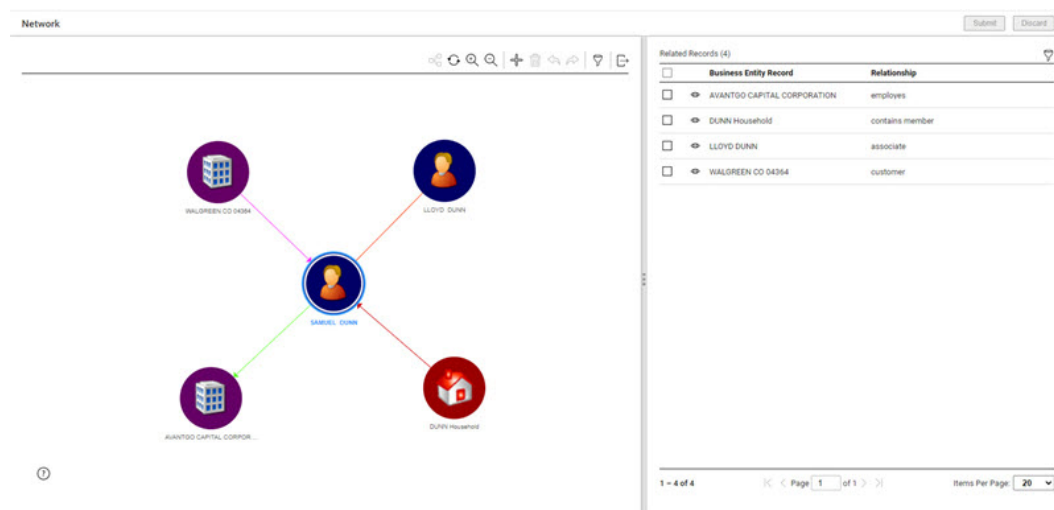 Network
Submit Discard
WALGREEN CO 04364
LLOYD DUNN
SAMUEL DUNN
AVANTGO CAPITAL CORPOR...
DUNN Household
?
Related Records (4)
Business Entity Record Relationship
AVANTGO CAPITAL CORPORATION employes
DUNN Household contains member
LLOYD DUNN associate
WALGREEN CO 04364 customer
1 – 4 of 4 Page 1 of 1 Items Per Page: 20